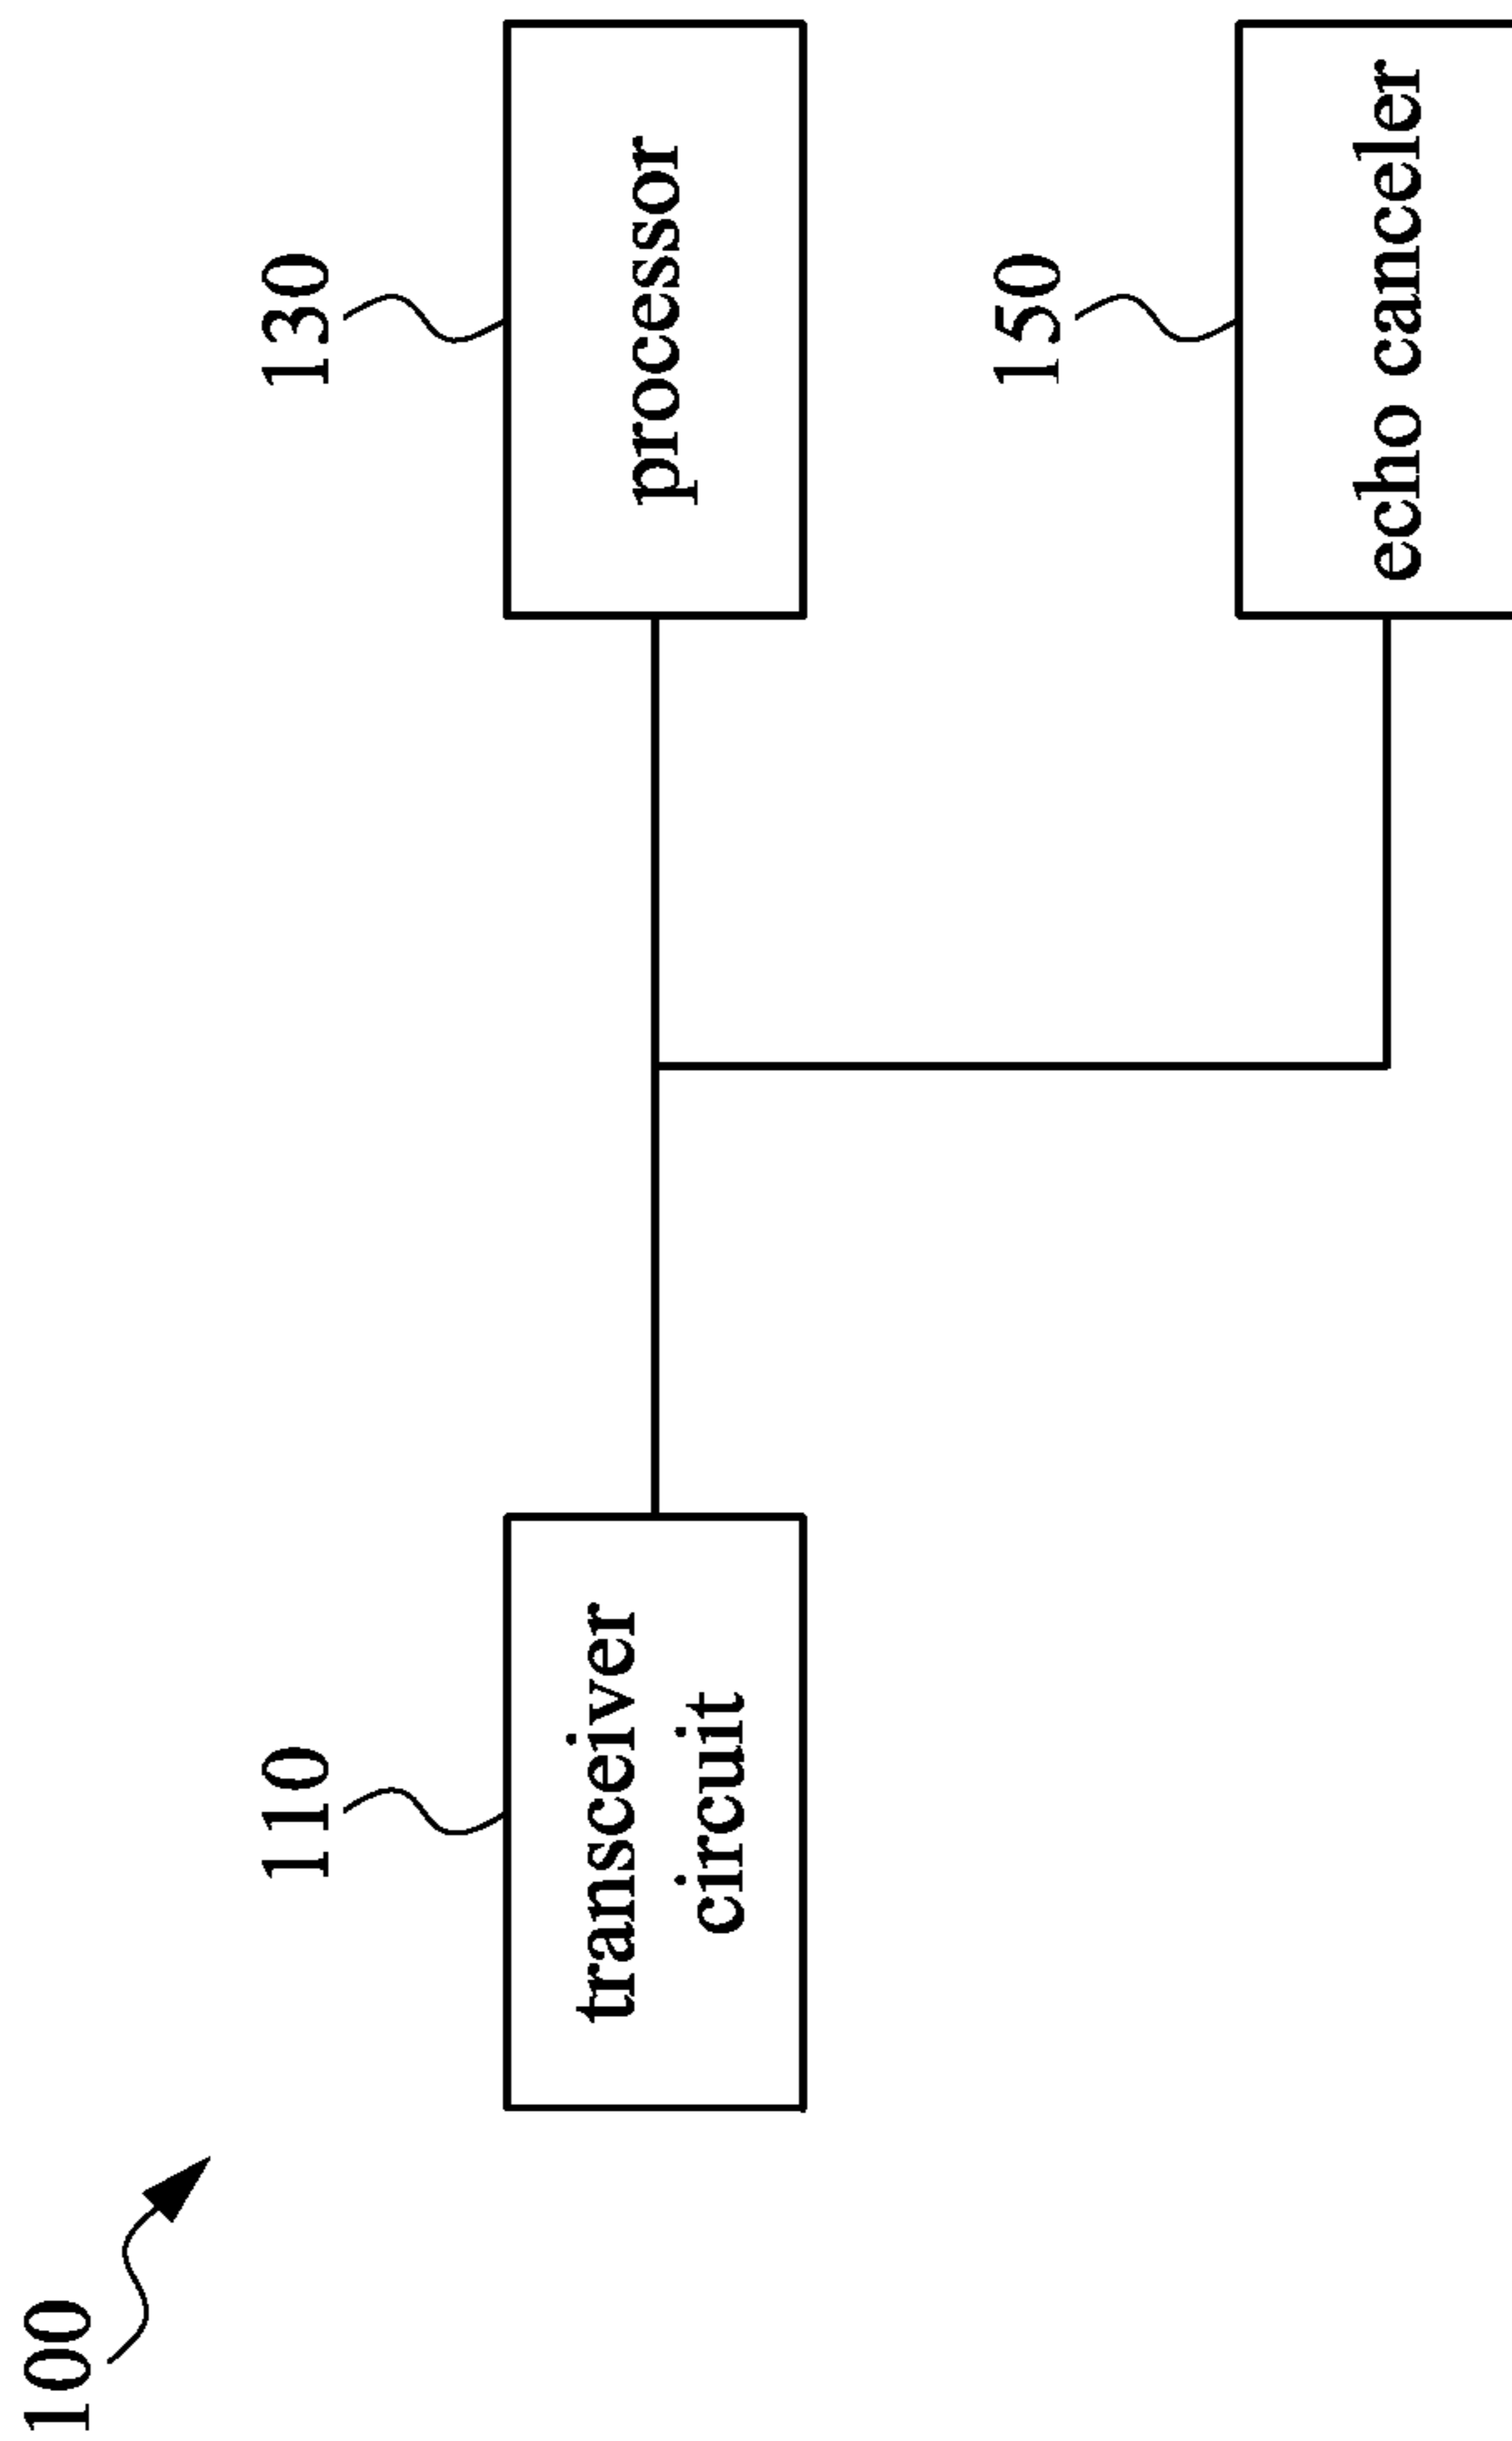 100
110
transceiver
circuit
130
processor
150
echo canceler